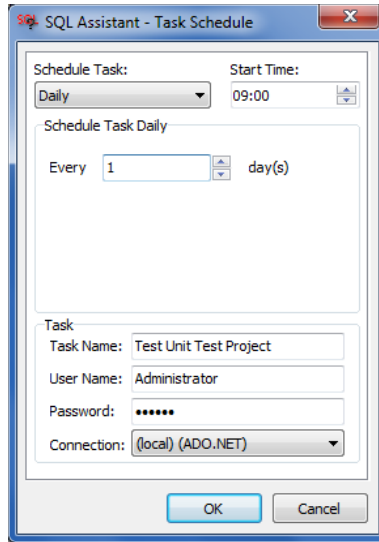 SQL Assistant - Task Schedule
Schedule Task: Start Time:
Daily 09:00
Schedule Task Daily
Every 1 day(s)
Task
Task Name: Test Unit Test Project
User Name: Administrator
Password: ••••••
Connection: (local) (ADO.NET)
OK Cancel